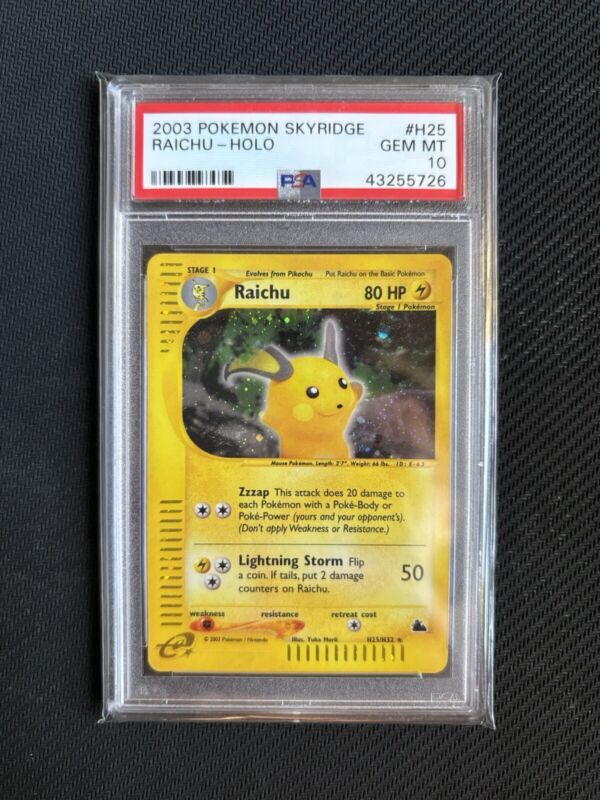 2003 POKEMON SKYRIDGE #H25
RAICHU - HOLO GEM MT
10
PSA 43255726
STAGE 1 Evolves from Pikachu Put Raichu on the Basic Pokémon
Raichu 80 HP
Stage 1 Pokémon
Mouse Pokémon. Length: 2'7", Weight: 66 lbs. ID: E-65
Zzzap This attack does 20 damage to
each Pokémon with a Poké-Body or
Poké-Power (yours and your opponent's).
(Don't apply Weakness or Resistance.)
Lightning Storm Flip
a coin. If tails, put 2 damage
counters on Raichu.
50
weakness resistance retreat cost
e © 2003 Pokémon / Nintendo Illus. Yuka Morii H25/H32
PSA